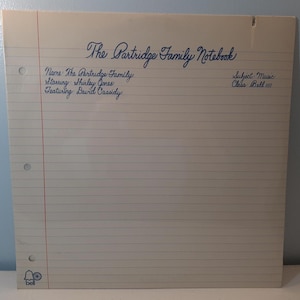 The Partridge Family Notebook
Name: The Partridge Family
Starring: Shirley Jones
Featuring: David Cassidy
Subject: Music
Class: Bell
bell